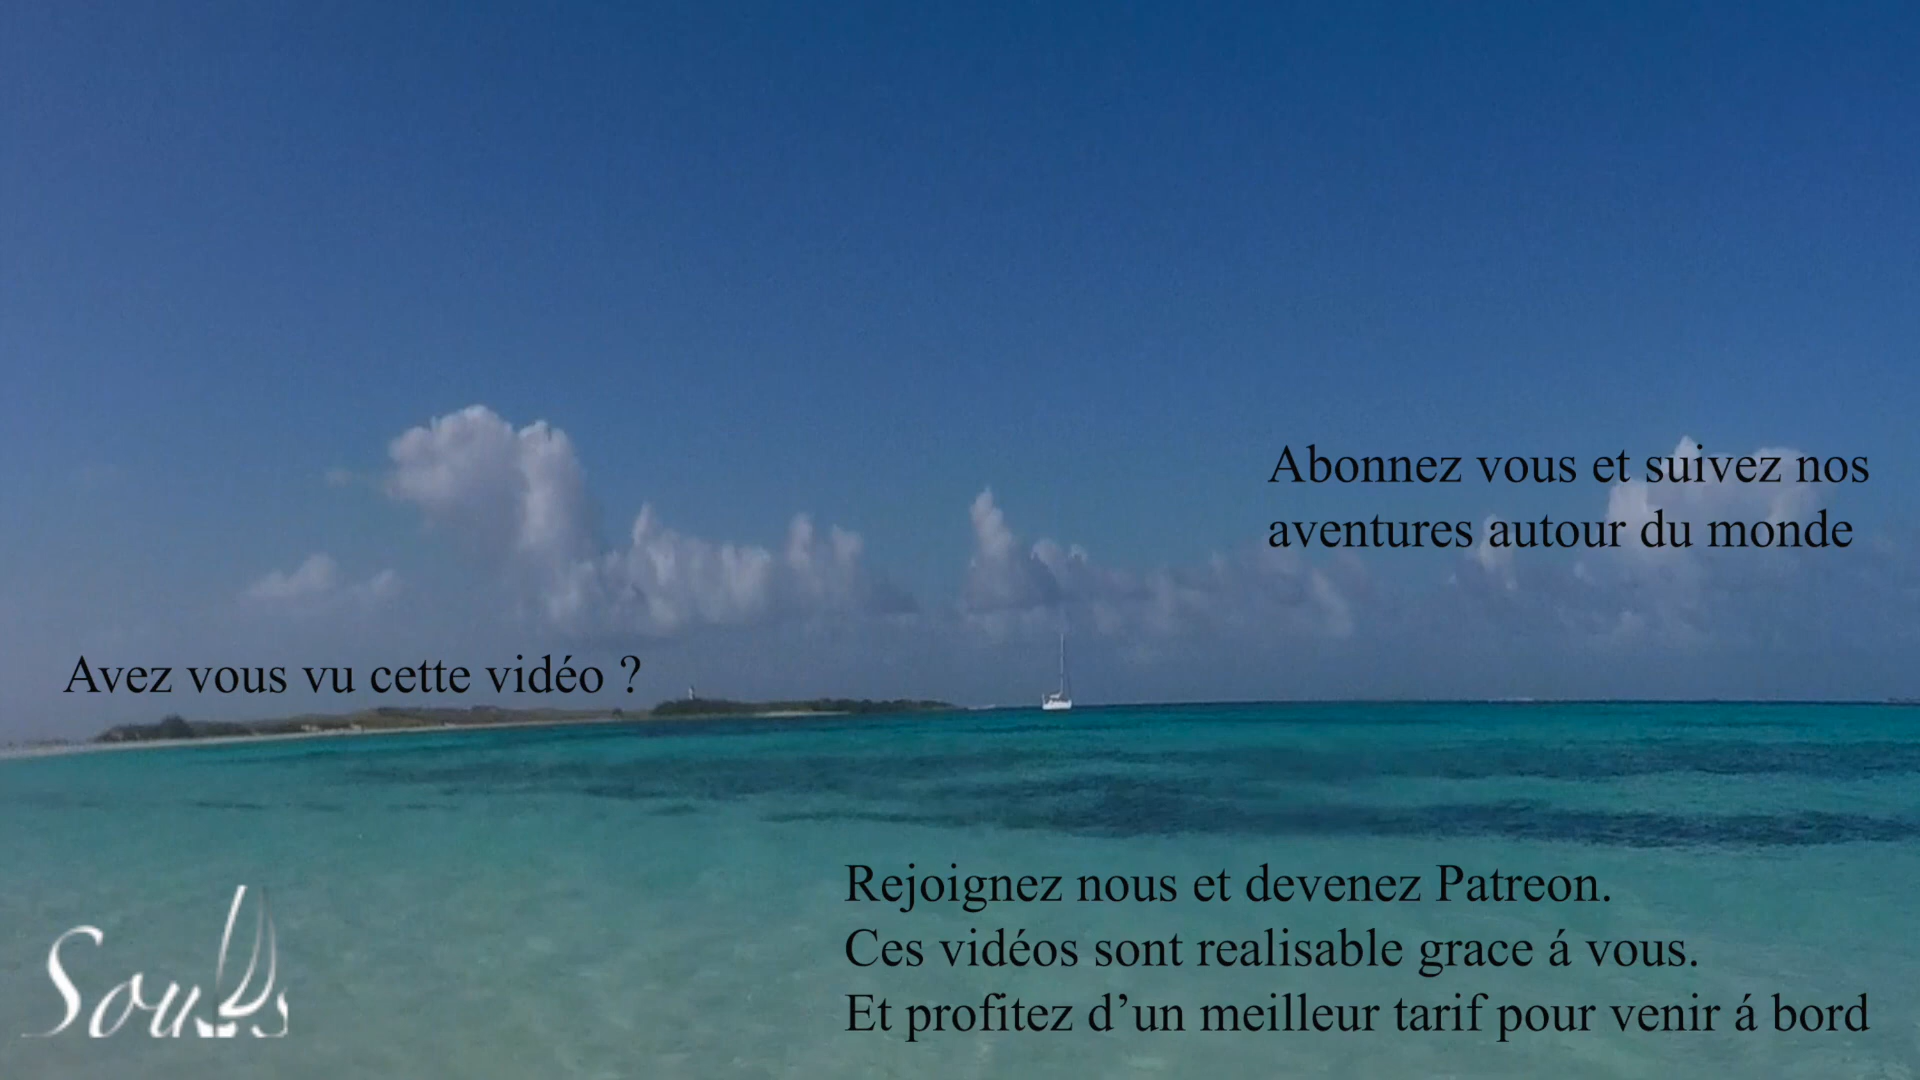 Abonnez vous et suivez nos
aventures autour du monde
Avez vous vu cette vidéo ?
Rejoignez nous et devenez Patreon.
Ces vidéos sont realisable grace á vous.
Et profitez d’un meilleur tarif pour venir á bord